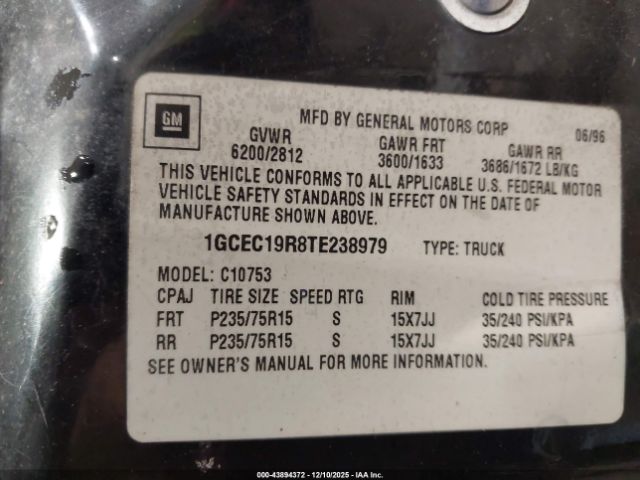 GM
MFD BY GENERAL MOTORS CORP 06/96
GVWR GAWR FRT GAWR RR
6200/2812 3600/1633 3686/1672 LB/KG
THIS VEHICLE CONFORMS TO ALL APPLICABLE U.S. FEDERAL MOTOR
VEHICLE SAFETY STANDARDS IN EFFECT ON THE DATE OF
MANUFACTURE SHOWN ABOVE.
1GCEC19R8TE238979 TYPE: TRUCK
MODEL: C10753
CPAJ TIRE SIZE SPEED RTG RIM COLD TIRE PRESSURE
FRT P235/75R15 S 15X7JJ 35/240 PSI/KPA
RR P235/75R15 S 15X7JJ 35/240 PSI/KPA
SEE OWNER'S MANUAL FOR MORE INFORMATION.
000-43894372 | 12/10/2025 | IAA Inc.